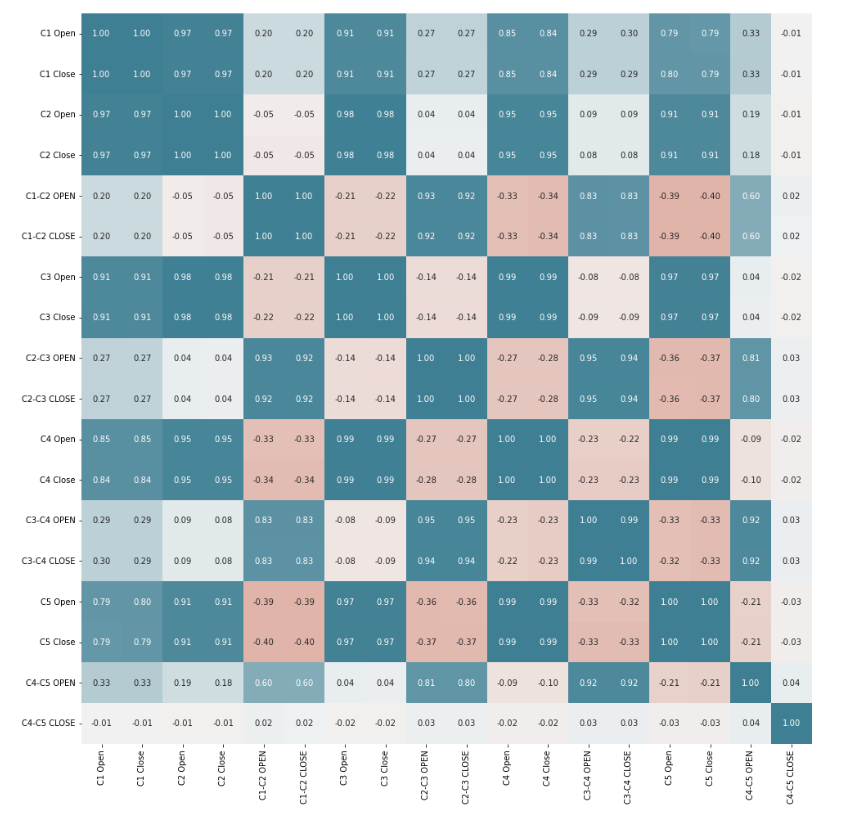 C1 Open - 1.00 1.00 0.97 0.97 0.20 0.20 0.91 0.91 0.27 0.27 0.85 0.84 0.29 0.30 0.79 0.79 0.33 -0.01
C1 Close - 1.00 1.00 0.97 0.97 0.20 0.20 0.91 0.91 0.27 0.27 0.85 0.84 0.29 0.29 0.80 0.79 0.33 -0.01
C2 Open - 0.97 0.97 1.00 1.00 -0.05 -0.05 0.98 0.98 0.04 0.04 0.95 0.95 0.09 0.09 0.91 0.91 0.19 -0.01
C2 Close - 0.97 0.97 1.00 1.00 -0.05 -0.05 0.98 0.98 0.04 0.04 0.95 0.95 0.08 0.08 0.91 0.91 0.18 -0.01
C1-C2 OPEN - 0.20 0.20 -0.05 -0.05 1.00 1.00 -0.21 -0.22 0.93 0.92 -0.33 -0.34 0.83 0.83 -0.39 -0.40 0.60 0.02
C1-C2 CLOSE - 0.20 0.20 -0.05 -0.05 1.00 1.00 -0.21 -0.22 0.92 0.92 -0.33 -0.34 0.83 0.83 -0.39 -0.40 0.60 0.02
C3 Open - 0.91 0.91 0.98 0.98 -0.21 -0.21 1.00 1.00 -0.14 -0.14 0.99 0.99 -0.08 -0.08 0.97 0.97 0.04 -0.02
C3 Close - 0.91 0.91 0.98 0.98 -0.22 -0.22 1.00 1.00 -0.14 -0.14 0.99 0.99 -0.09 -0.09 0.97 0.97 0.04 -0.02
C2-C3 OPEN - 0.27 0.27 0.04 0.04 0.93 0.92 -0.14 -0.14 1.00 1.00 -0.27 -0.28 0.95 0.94 -0.36 -0.37 0.81 0.03
C2-C3 CLOSE - 0.27 0.27 0.04 0.04 0.92 0.92 -0.14 -0.14 1.00 1.00 -0.27 -0.28 0.95 0.94 -0.36 -0.37 0.80 0.03
C4 Open - 0.85 0.85 0.95 0.95 -0.33 -0.33 0.99 0.99 -0.27 -0.27 1.00 1.00 -0.23 -0.22 0.99 0.99 -0.09 -0.02
C4 Close - 0.84 0.84 0.95 0.95 -0.34 -0.34 0.99 0.99 -0.28 -0.28 1.00 1.00 -0.23 -0.23 0.99 0.99 -0.10 -0.02
C3-C4 OPEN - 0.29 0.29 0.09 0.08 0.83 0.83 -0.08 -0.09 0.95 0.95 -0.23 -0.23 1.00 0.99 -0.33 -0.33 0.92 0.03
C3-C4 CLOSE - 0.30 0.29 0.09 0.08 0.83 0.83 -0.08 -0.09 0.94 0.94 -0.22 -0.23 0.99 1.00 -0.32 -0.33 0.92 0.03
C5 Open - 0.79 0.80 0.91 0.91 -0.39 -0.39 0.97 0.97 -0.36 -0.36 0.99 0.99 -0.33 -0.32 1.00 1.00 -0.21 -0.03
C5 Close - 0.79 0.79 0.91 0.91 -0.40 -0.40 0.97 0.97 -0.37 -0.37 0.99 0.99 -0.33 -0.33 1.00 1.00 -0.21 -0.03
C4-C5 OPEN - 0.33 0.33 0.19 0.18 0.60 0.60 0.04 0.04 0.81 0.80 -0.09 -0.10 0.92 0.92 -0.21 -0.21 1.00 0.04
C4-C5 CLOSE - -0.01 -0.01 -0.01 -0.01 0.02 0.02 -0.02 -0.02 0.03 0.03 -0.02 -0.02 0.03 0.03 -0.03 -0.03 0.04 1.00
C1 Open -
C1 Close -
C2 Open -
C2 Close -
C1-C2 OPEN -
C1-C2 CLOSE -
C3 Open -
C3 Close -
C2-C3 OPEN -
C2-C3 CLOSE -
C4 Open -
C4 Close -
C3-C4 OPEN -
C3-C4 CLOSE -
C5 Open -
C5 Close -
C4-C5 OPEN -
C4-C5 CLOSE -